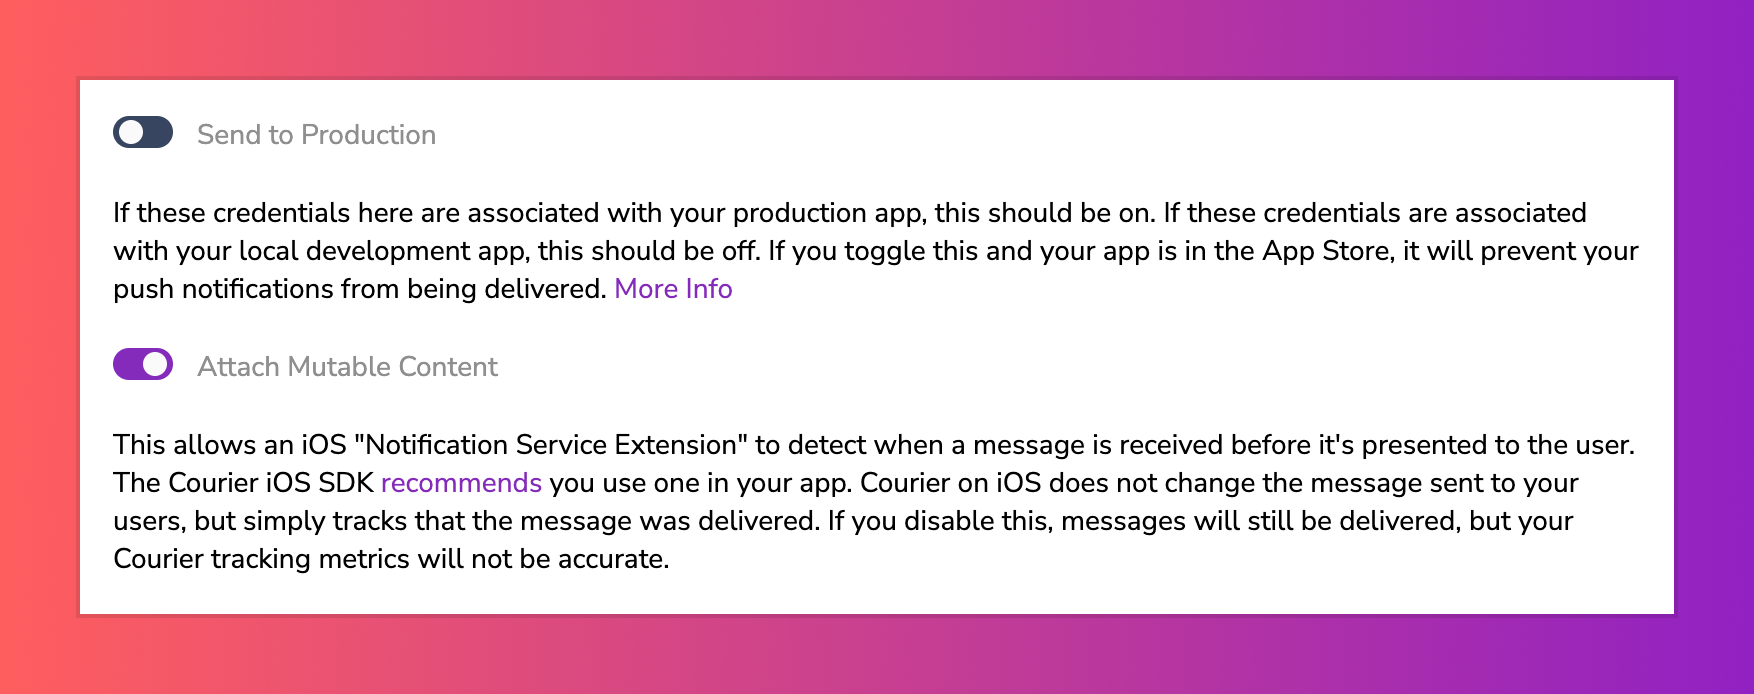 Send to Production
If these credentials here are associated with your production app, this should be on. If these credentials are associated
with your local development app, this should be off. If you toggle this and your app is in the App Store, it will prevent your
push notifications from being delivered. More Info
Attach Mutable Content
This allows an iOS "Notification Service Extension" to detect when a message is received before it's presented to the user.
The Courier iOS SDK recommends you use one in your app. Courier on iOS does not change the message sent to your
users, but simply tracks that the message was delivered. If you disable this, messages will still be delivered, but your
Courier tracking metrics will not be accurate.